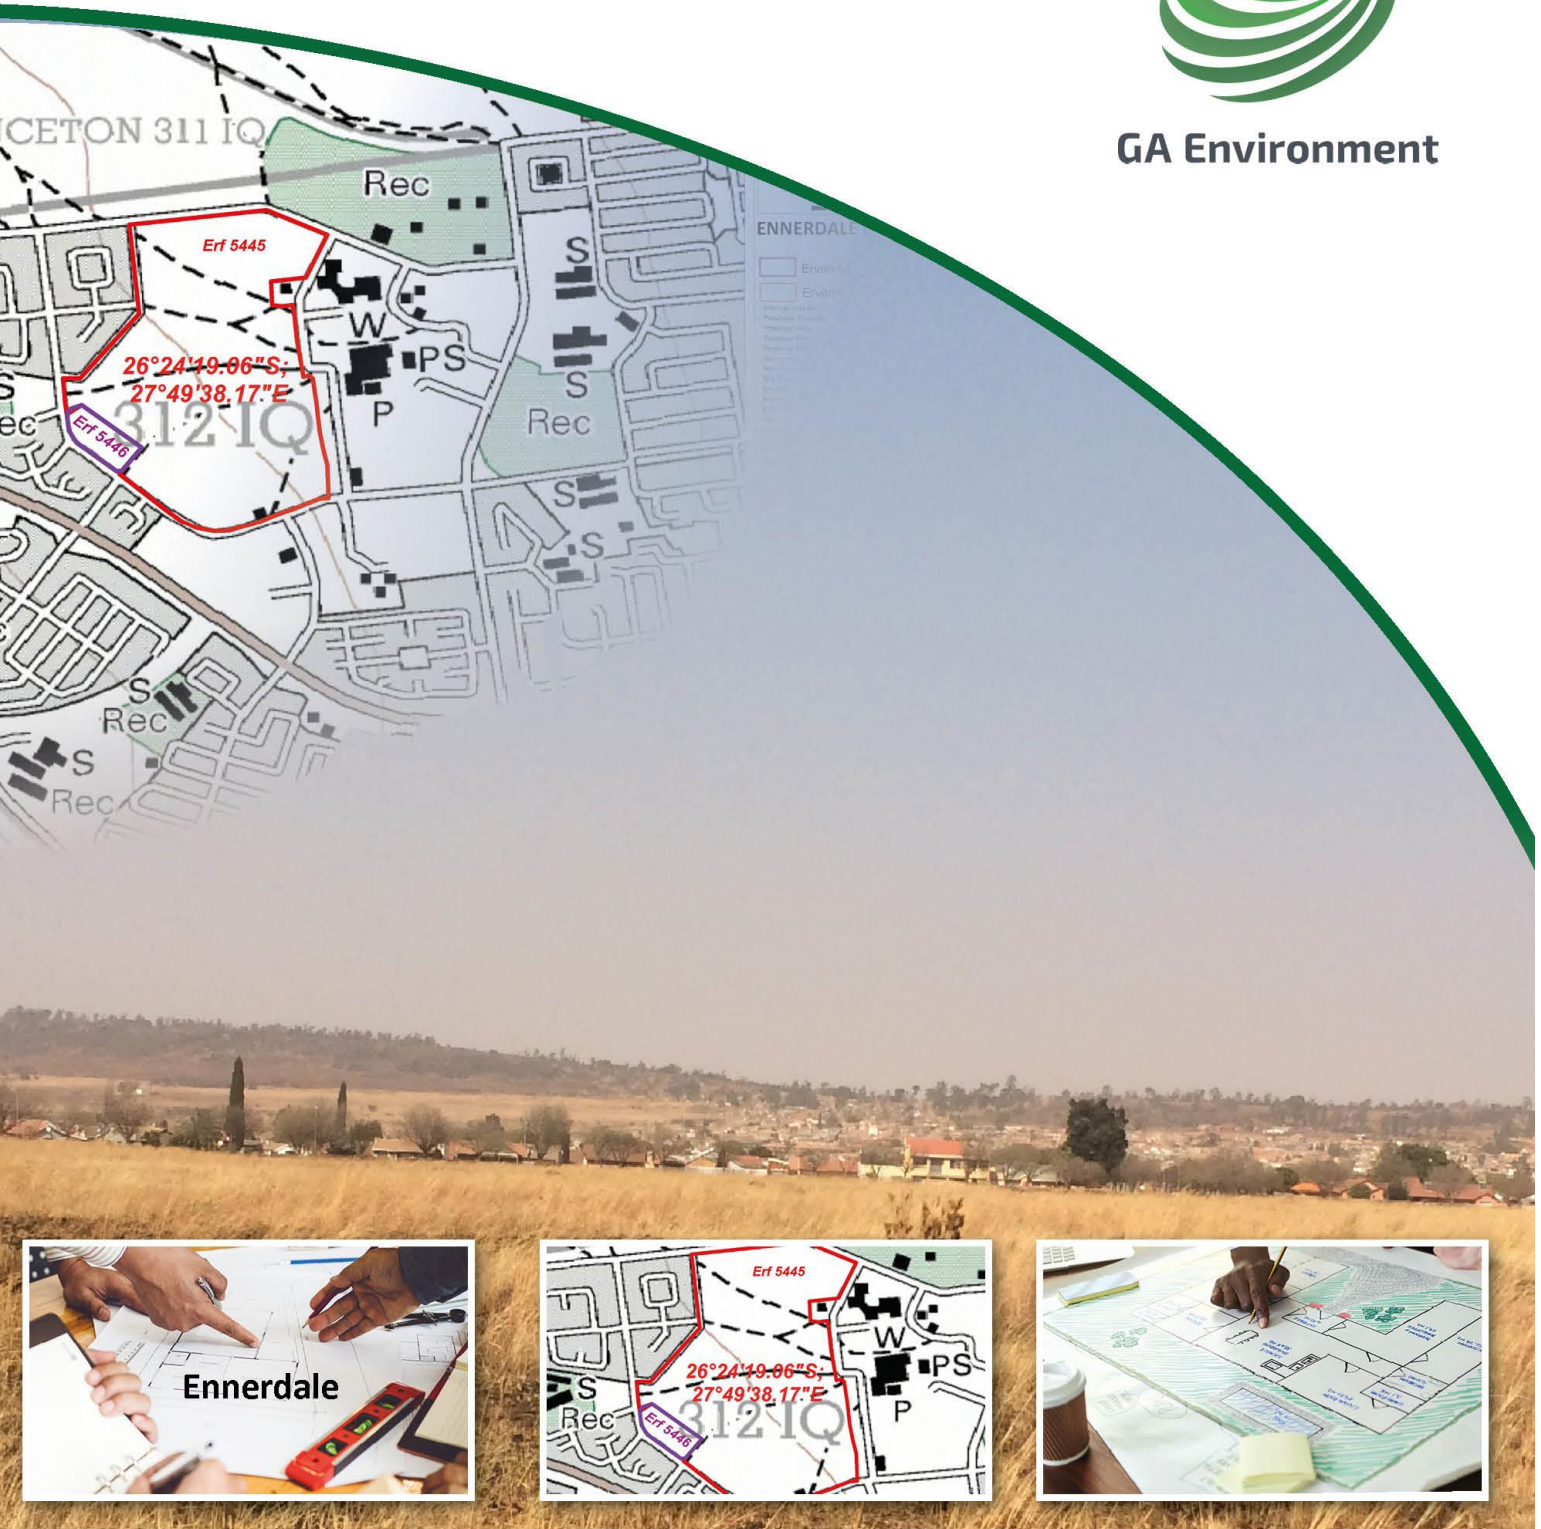 GA Environment
CETON 311 IQ
Rec
ENNERDALE
Erf 5445
S
W
PS
26°24'19.06"S;
27°49'38.17"E
S
P
S
Rec
ec
312 IQ
Erf 5446
S
S
S
Rec
S
Rec
Ennerdale
Erf 5445
W
PS
26°24'19.06"S;
27°49'38.17"E
S
P
Rec
312 IQ
Erf 5446